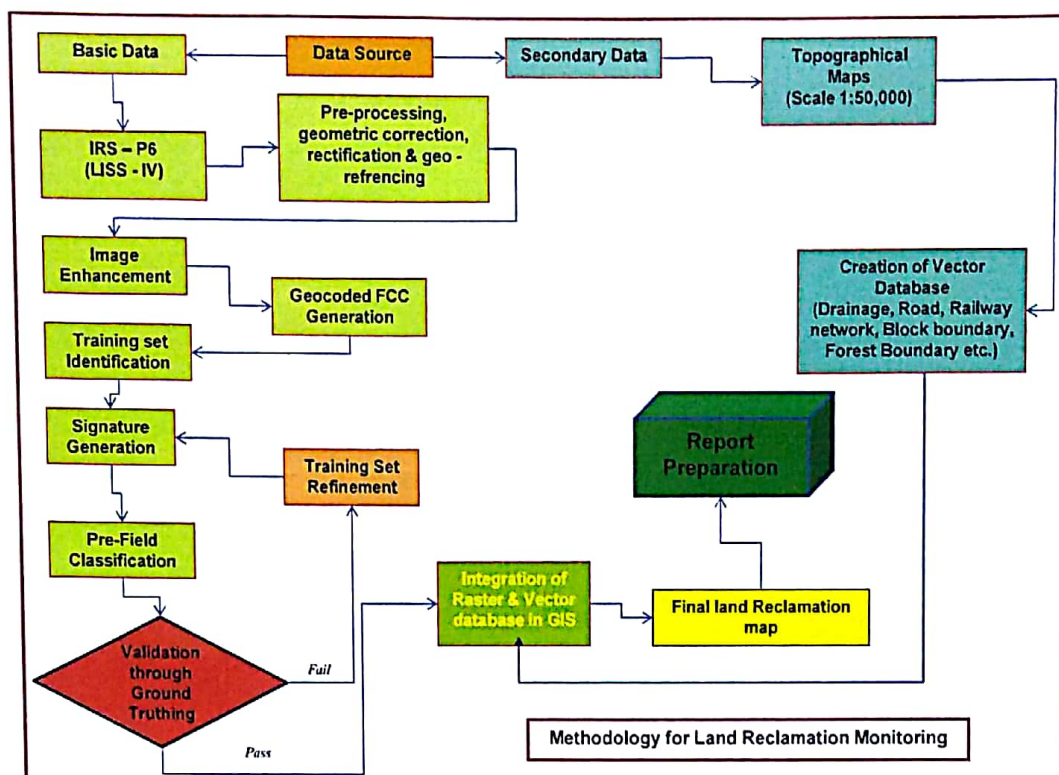 Basic Data
Data Source
Secondary Data
Topographical
Maps
(Scale 1:50,000)
IRS – P6
(LISS - IV)
Pre-processing,
geometric correction,
rectification & geo -
refrencing
Image
Enhancement
Geocoded FCC
Generation
Creation of Vector
Database
(Drainage, Road, Railway
network, Block boundary,
Forest Boundary etc.)
Training set
Identification
Signature
Generation
Training Set
Refinement
Report
Preparation
Pre-Field
Classification
Integration of
Raster & Vector
database in GIS
Final land Reclamation
map
Validation
through
Ground
Truthing
Fail
Pass
Methodology for Land Reclamation Monitoring